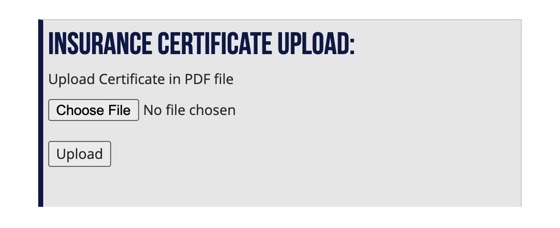 INSURANCE CERTIFICATE UPLOAD:
Upload Certificate in PDF file
Choose File No file chosen
Upload